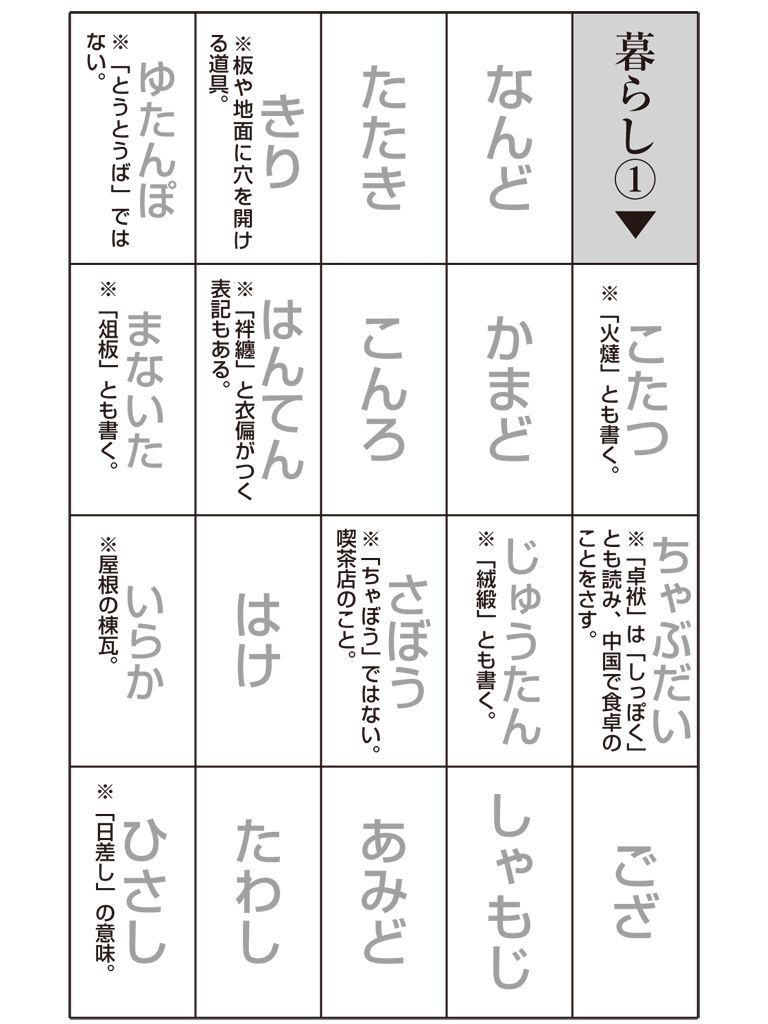 暮らし①▼
こたつ
※「火燵」とも書く。
ちゃぶだい
※「卓袱」は「しっぽく」
とも読み、中国で食卓の
ことをさす。
ござ
なんど
かまど
じゅうたん
※「絨緞」とも書く。
しゃもじ
たたき
こんろ
さぼう
※「ちゃぼう」ではない。
喫茶店のこと。
あみど
きり
※板や地面に穴を開け
る道具。
はんてん
※「袢纏」と衣偏がつく
表記もある。
はけ
たわし
ゆたんぽ
※「とうとうば」では
ない。
まないた
※「俎板」とも書く。
いらか
※屋根の棟瓦。
ひさし
※「日差し」の意味。